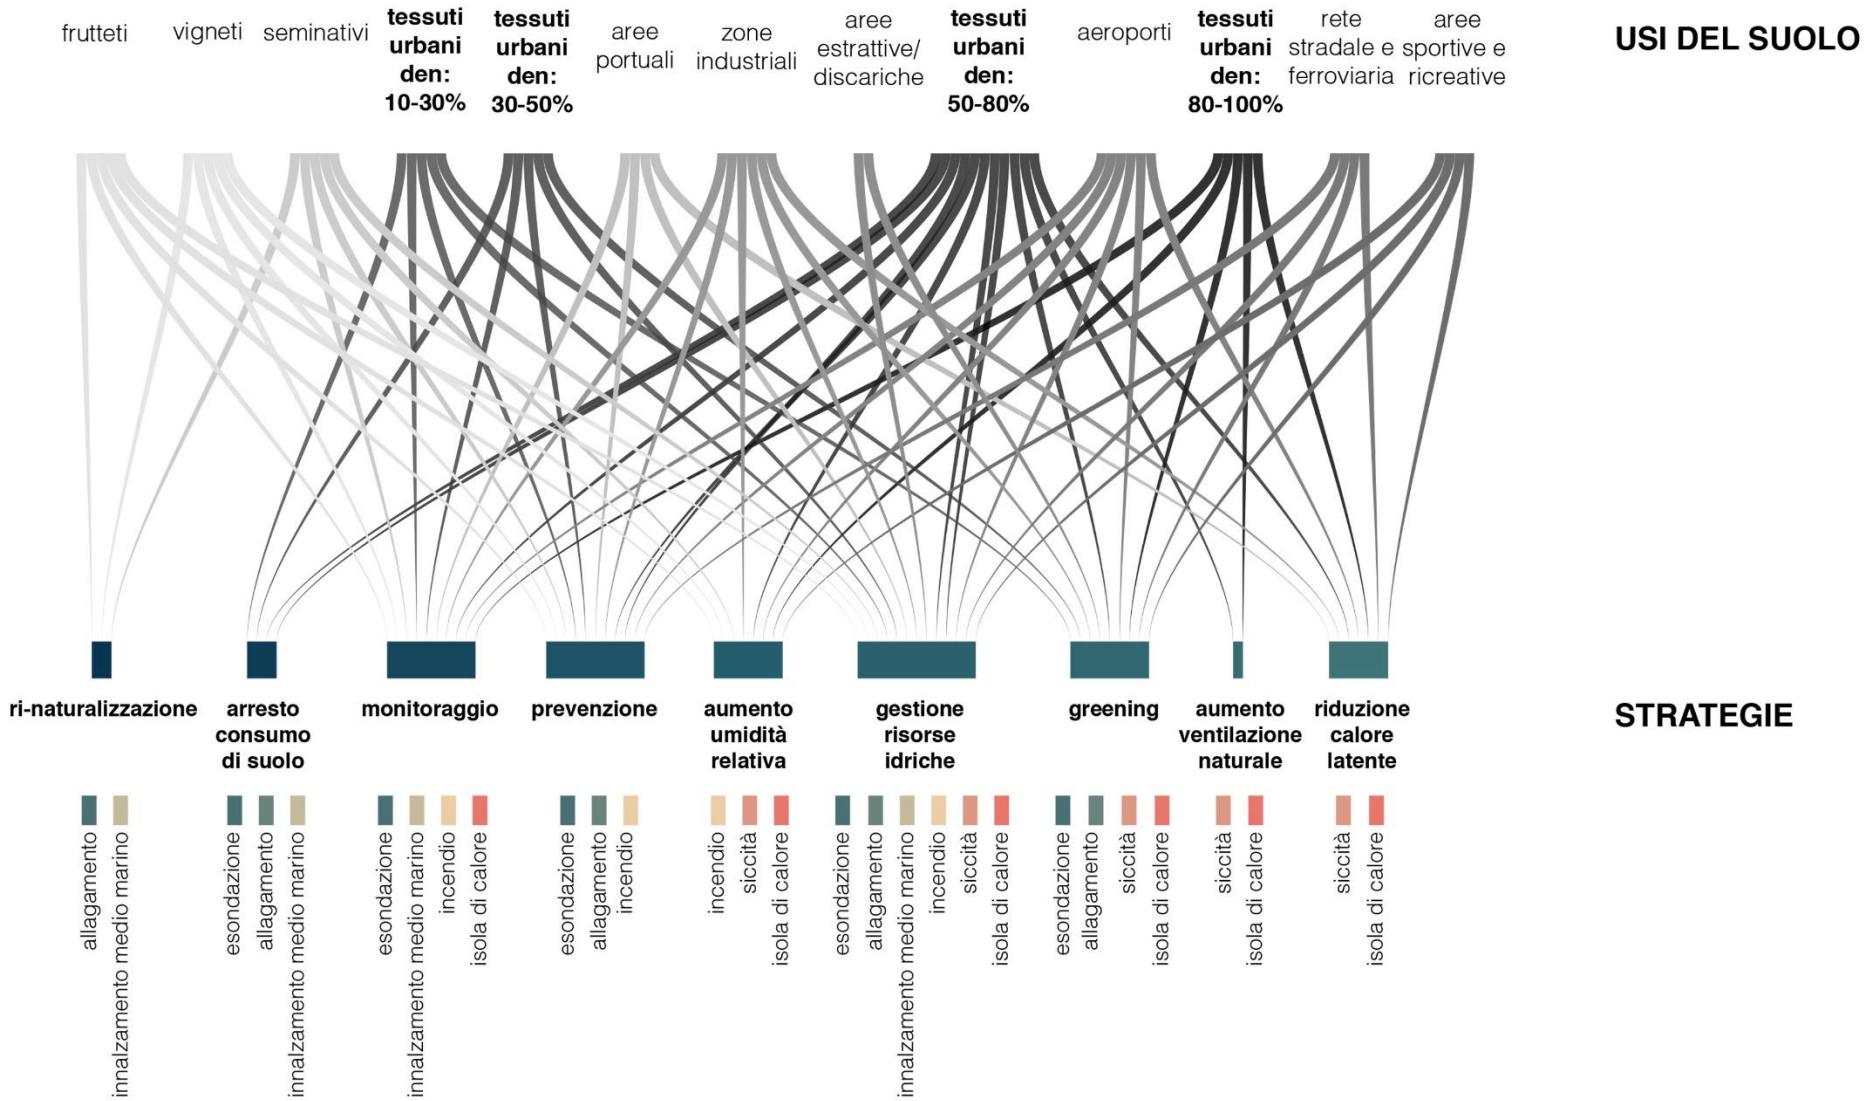 frutteti
vigneti
seminativi
tessuti
urbani
den:
10-30%
tessuti
urbani
den:
30-50%
aree
portuali
zone
industriali
aree
estrattive/
discariche
tessuti
urbani
den:
50-80%
aeroporti
tessuti
urbani
den:
80-100%
rete
stradale e
ferroviaria
aree
sportive e
ricreative
USI DEL SUOLO
ri-naturalizzazione
arresto
consumo
di suolo
monitoraggio
prevenzione
aumento
umidità
relativa
gestione
risorse
idriche
greening
aumento
ventilazione
naturale
riduzione
calore
latente
STRATEGIE
allagamento
innalzamento medio marino
esondazione
allagamento
innalzamento medio marino
esondazione
innalzamento medio marino
incendio
isola di calore
esondazione
allagamento
incendio
incendio
siccità
isola di calore
esondazione
allagamento
innalzamento medio marino
incendio
siccità
isola di calore
esondazione
allagamento
siccità
isola di calore
siccità
isola di calore
siccità
isola di calore